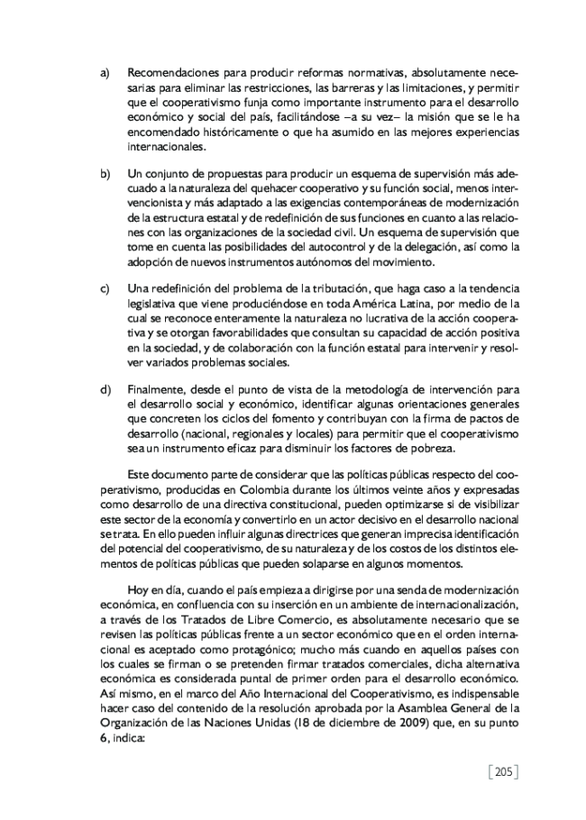 a) Recomendaciones para producir reformas normativas, absolutamente nece-
sarias para eliminar las restricciones, las barreras y las limitaciones, y permitir
que el cooperativismo funja como importante instrumento para el desarrollo
económico y social del país, facilitándose –a su vez– la misión que se le ha
encomendado históricamente o que ha asumido en las mejores experiencias
internacionales.
b) Un conjunto de propuestas para producir un esquema de supervisión más ade-
cuado a la naturaleza del quehacer cooperativo y su función social, menos inter-
vencionista y más adaptado a las exigencias contemporáneas de modernización
de la estructura estatal y de redefinición de sus funciones en cuanto a las relacio-
nes con las organizaciones de la sociedad civil. Un esquema de supervisión que
tome en cuenta las posibilidades del autocontrol y de la delegación, así como la
adopción de nuevos instrumentos autónomos del movimiento.
c) Una redefinición del problema de la tributación, que haga caso a la tendencia
legislativa que viene produciéndose en toda América Latina, por medio de la
cual se reconoce enteramente la naturaleza no lucrativa de la acción coopera-
tiva y se otorgan favorabilidades que consultan su capacidad de acción positiva
en la sociedad, y de colaboración con la función estatal para intervenir y resol-
ver variados problemas sociales.
d) Finalmente, desde el punto de vista de la metodología de intervención para
el desarrollo social y económico, identificar algunas orientaciones generales
que concreten los ciclos del fomento y contribuyan con la firma de pactos de
desarrollo (nacional, regionales y locales) para permitir que el cooperativismo
sea un instrumento eficaz para disminuir los factores de pobreza.
Este documento parte de considerar que las políticas públicas respecto del coo-
perativismo, producidas en Colombia durante los últimos veinte años y expresadas
como desarrollo de una directiva constitucional, pueden optimizarse si de visibilizar
este sector de la economía y convertirlo en un actor decisivo en el desarrollo nacional
se trata. En ello pueden influir algunas directrices que generan imprecisa identificación
del potencial del cooperativismo, de su naturaleza y de los costos de los distintos ele-
mentos de políticas públicas que pueden solaparse en algunos momentos.
Hoy en día, cuando el país empieza a dirigirse por una senda de modernización
económica, en confluencia con su inserción en un ambiente de internacionalización,
a través de los Tratados de Libre Comercio, es absolutamente necesario que se
revisen las políticas públicas frente a un sector económico que en el orden interna-
cional es aceptado como protagónico; mucho más cuando en aquellos países con
los cuales se firman o se pretenden firmar tratados comerciales, dicha alternativa
económica es considerada puntal de primer orden para el desarrollo económico.
Así mismo, en el marco del Año Internacional del Cooperativismo, es indispensable
hacer caso del contenido de la resolución aprobada por la Asamblea General de la
Organización de las Naciones Unidas (18 de diciembre de 2009) que, en su punto
6, indica:
[205]